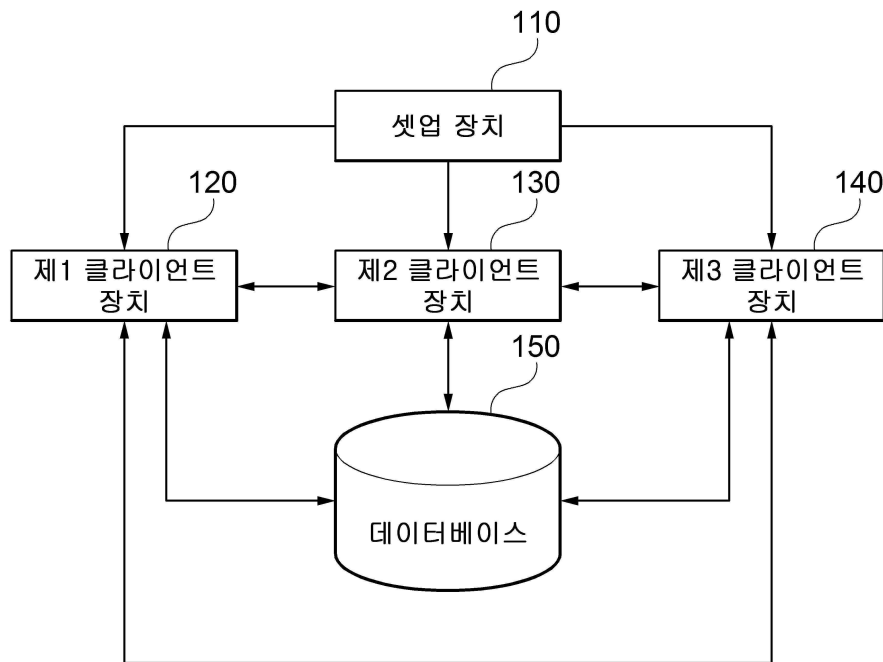 110
셋업 장치
120
130
140
제1 클라이언트
장치
제2 클라이언트
장치
제3 클라이언트
장치
150
데이터베이스